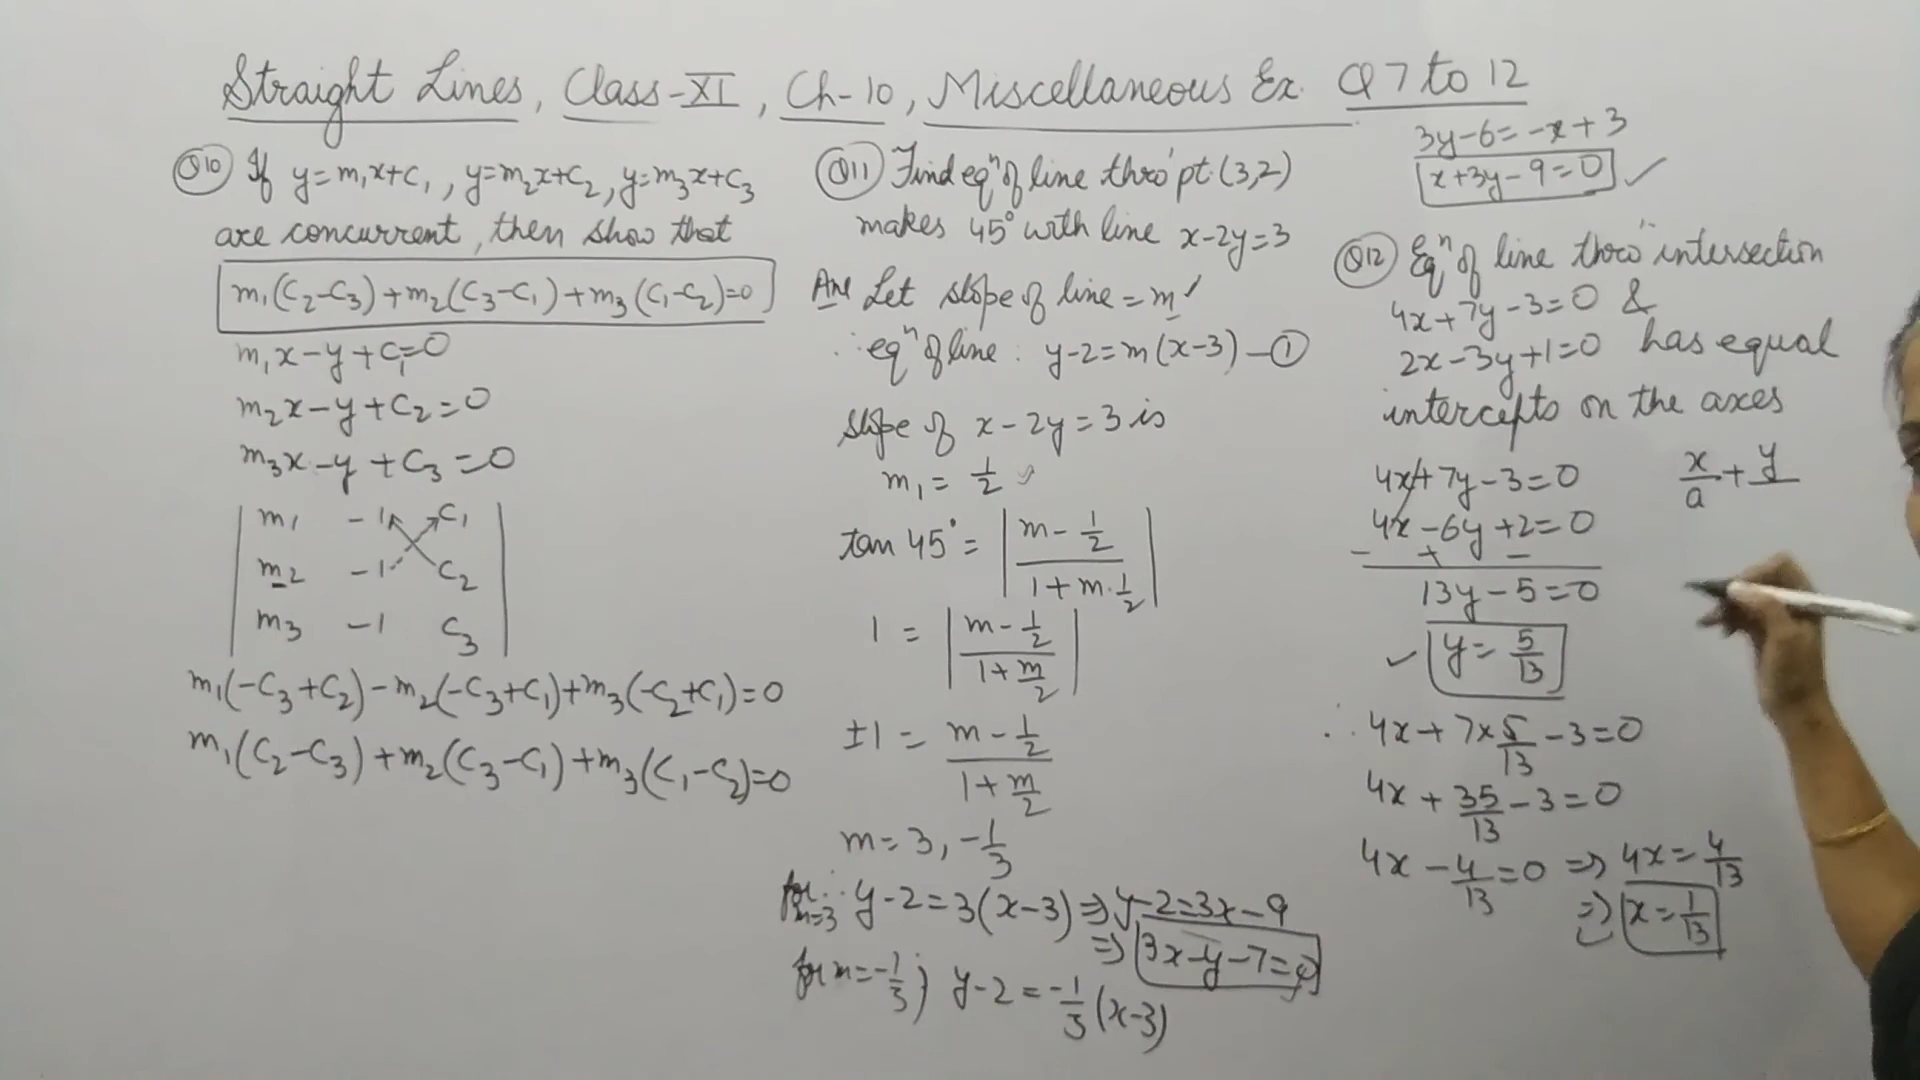 Straight Lines, Class-XI, Ch-10, Miscellaneous Ex. Q 7 to 12
Q10 If y=m₁x+c₁, y=m₂x+c₂, y=m₃x+c₃
are concurrent, then show that
m₁(c₂-c₃)+m₂(c₃-c₁)+m₃(c₁-c₂)=0
m₁x-y+c₁=0
m₂x-y+c₂=0
m₃x-y+c₃=0
m₁ -1 c₁
m₂ -1 c₂
m₃ -1 c₃
m₁(-c₃+c₂)-m₂(-c₃+c₁)+m₃(-c₂+c₁)=0
m₁(c₂-c₃)+m₂(c₃-c₁)+m₃(c₁-c₂)=0
Q11 Find eqⁿ of line thro' pt. (3,2)
makes 45° with line x-2y=3
Ans Let slope of line = m
∴ eqⁿ of line : y-2=m(x-3) - ①
Slope of x-2y=3 is
m₁ = 1/2
tan 45° = |(m - 1/2)/(1 + m·1/2)|
1 = |(m - 1/2)/(1 + m/2)|
±1 = (m - 1/2)/(1 + m/2)
m = 3, -1/3
for m=3 ∴ y-2=3(x-3) ⇒ y-2=3x-9
⇒ 3x-y-7=0
for m=-1/3) y-2 = -1/3(x-3)
3y-6=-x+3
x+3y-9=0 ✓
Q12 Eqⁿ of line thro' intersection
4x+7y-3=0 &
2x-3y+1=0 has equal
intercepts on the axes
4x+7y-3=0
4x-6y+2=0
- + -
13y-5=0
✓ y = 5/13
x/a + y
∴ 4x+7×5/13-3=0
4x+35/13-3=0
4x-4/13=0 ⇒ 4x=4/13
⇒ x=1/13